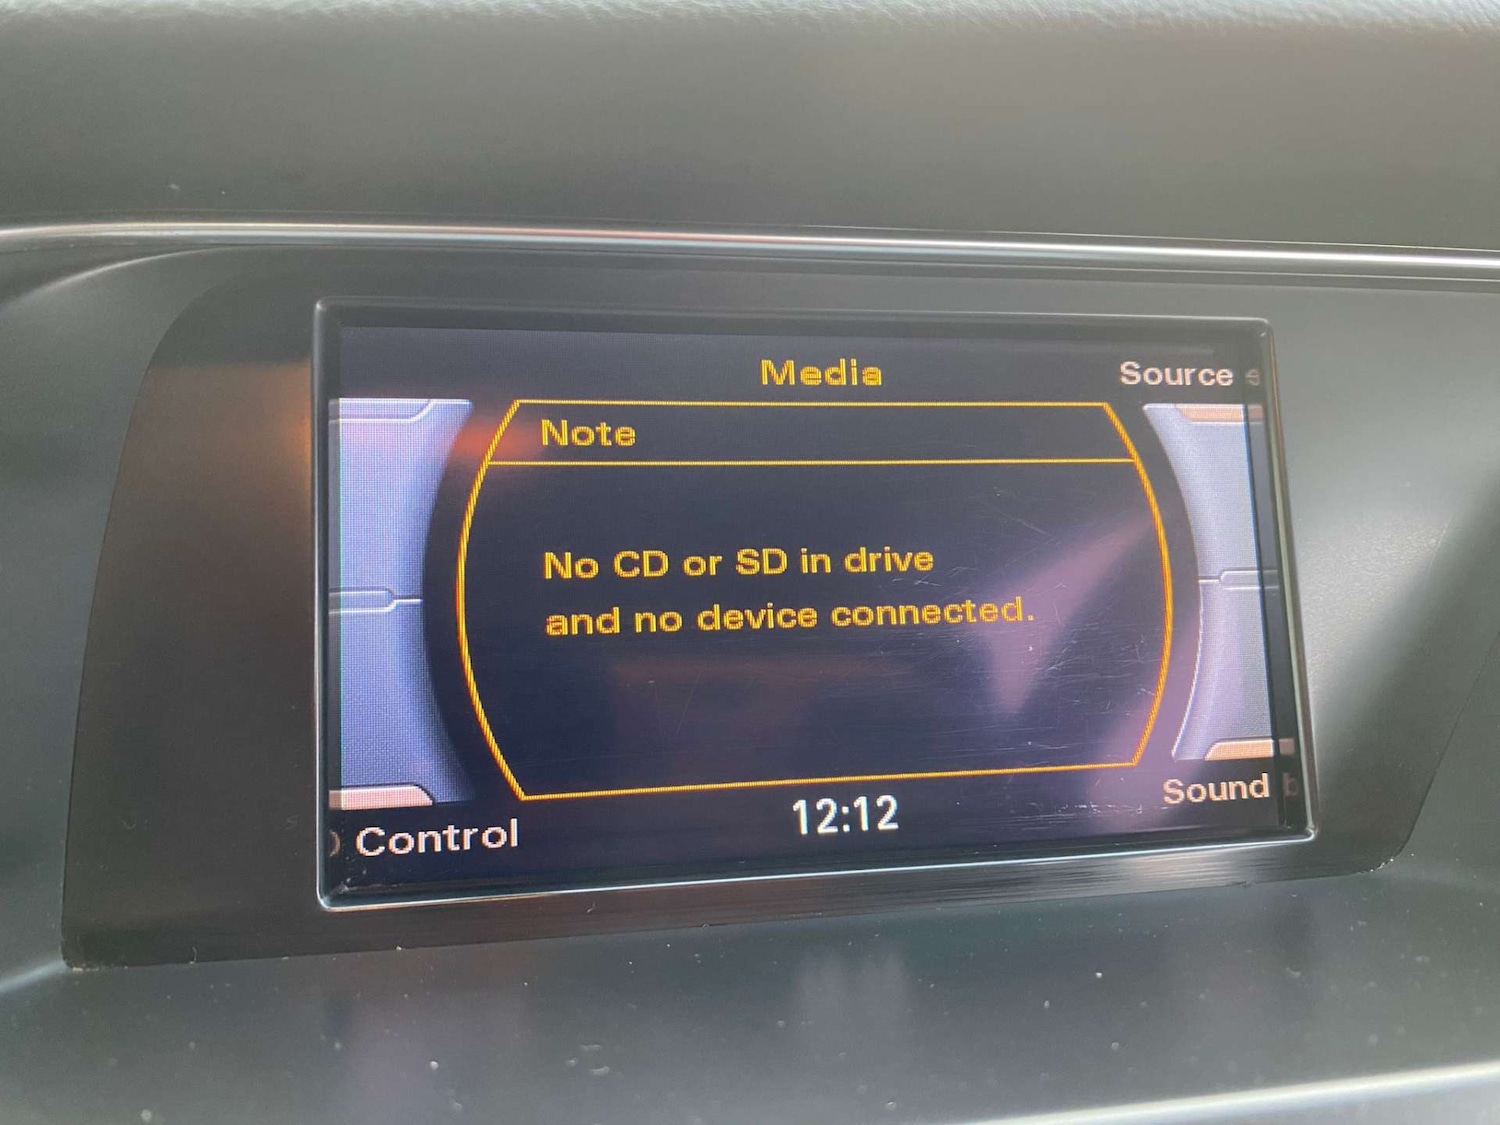 Media
Source
Note
No CD or SD in drive
and no device connected.
12:12
Sound
Control